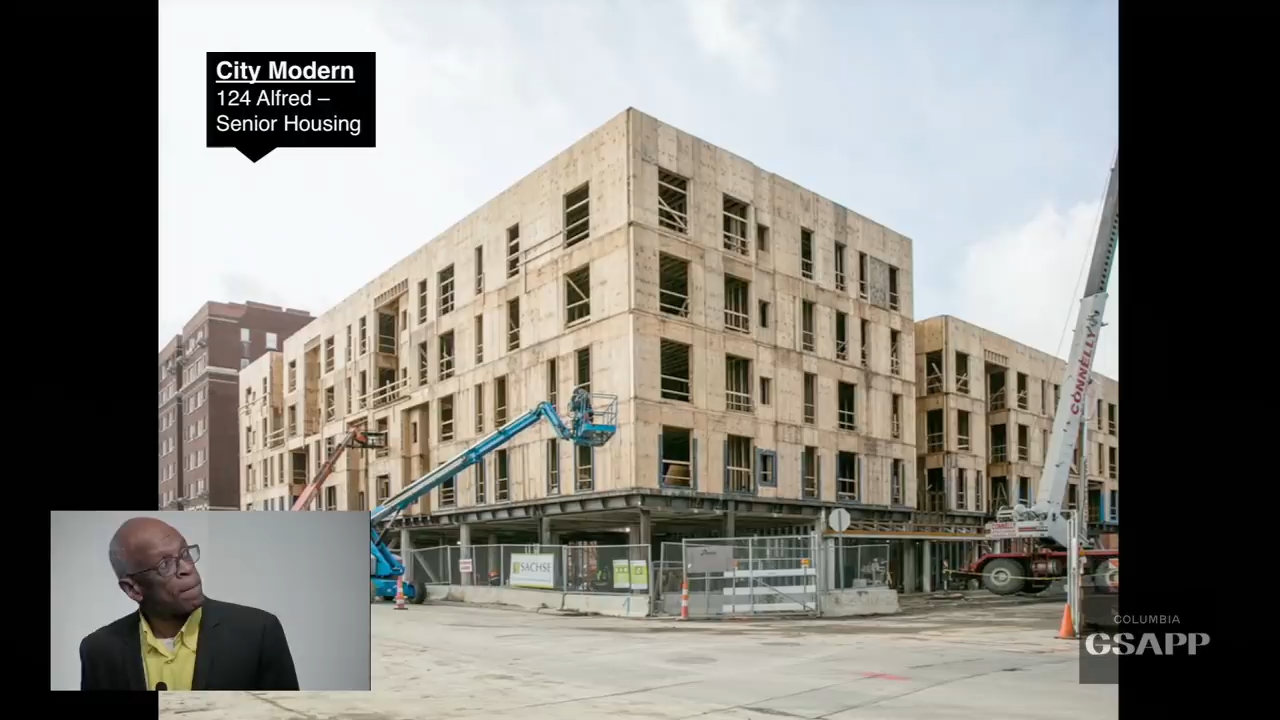 City Modern
124 Alfred –
Senior Housing
CONNELLY
SACHSE
COLUMBIA
GSAPP